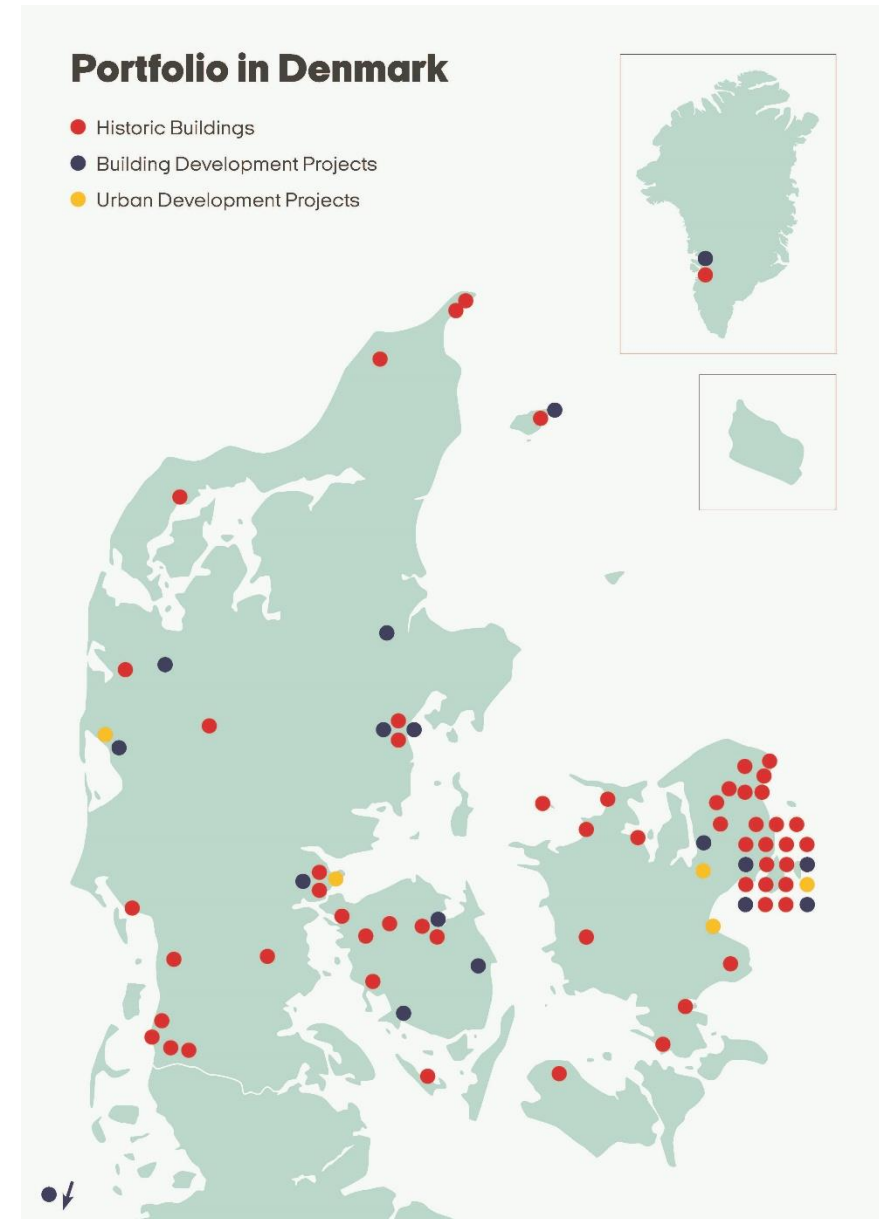 Portfolio in Denmark
Historic Buildings
Building Development Projects
Urban Development Projects